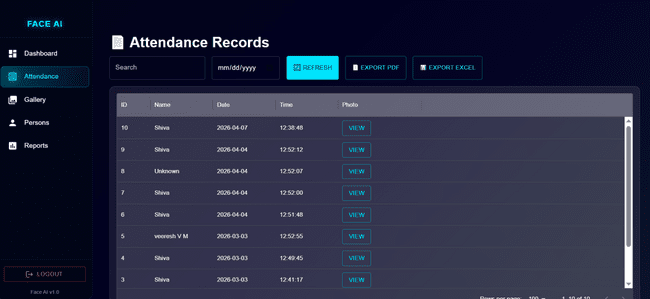 FACE AI
Dashboard
Attendance
Gallery
Persons
Reports
LOGOUT
Face AI v1.0
Attendance Records
Search
mm/dd/yyyy
REFRESH
EXPORT PDF
EXPORT EXCEL
ID Name Date Time Photo
10 Shiva 2026-04-07 12:38:48 VIEW
9 Shiva 2026-04-04 12:52:12 VIEW
8 Unknown 2026-04-04 12:52:07 VIEW
7 Shiva 2026-04-04 12:52:00 VIEW
6 Shiva 2026-04-04 12:51:48 VIEW
5 veeresh V M 2026-03-03 12:52:55 VIEW
4 Shiva 2026-03-03 12:49:45 VIEW
3 Shiva 2026-03-03 12:41:17 VIEW
Rows per page: 100 1–10 of 10